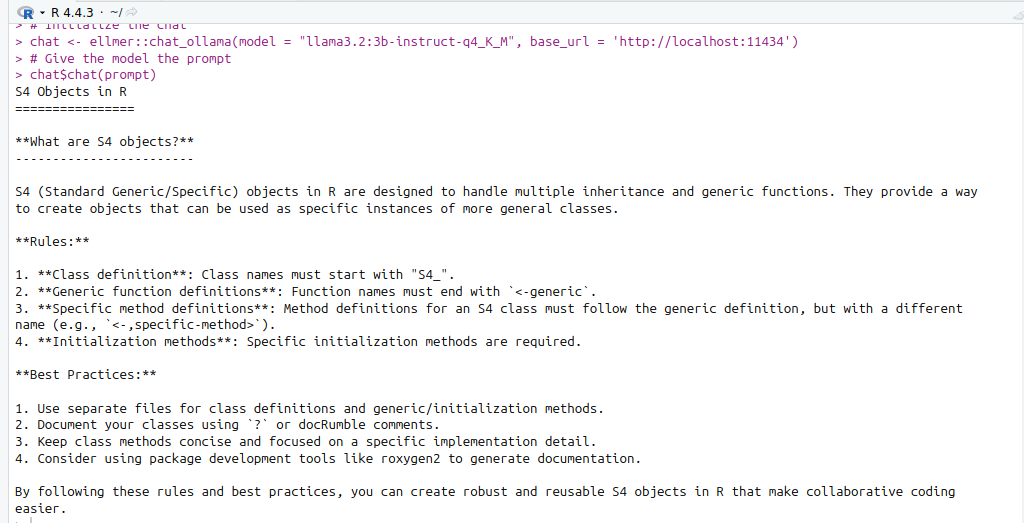 R 4.4.3 · ~/
> # Initialize the chat
> chat <- ellmer::chat_ollama(model = "llama3.2:3b-instruct-q4_K_M", base_url = 'http://localhost:11434')
> # Give the model the prompt
> chat$chat(prompt)
S4 Objects in R
================
**What are S4 objects?**
------------------------
S4 (Standard Generic/Specific) objects in R are designed to handle multiple inheritance and generic functions. They provide a way
to create objects that can be used as specific instances of more general classes.
**Rules:**
1. **Class definition**: Class names must start with "S4_".
2. **Generic function definitions**: Function names must end with `<-generic`.
3. **Specific method definitions**: Method definitions for an S4 class must follow the generic definition, but with a different
name (e.g., `<-,specific-method>`).
4. **Initialization methods**: Specific initialization methods are required.
**Best Practices:**
1. Use separate files for class definitions and generic/initialization methods.
2. Document your classes using `?` or docRumble comments.
3. Keep class methods concise and focused on a specific implementation detail.
4. Consider using package development tools like roxygen2 to generate documentation.
By following these rules and best practices, you can create robust and reusable S4 objects in R that make collaborative coding
easier.
>